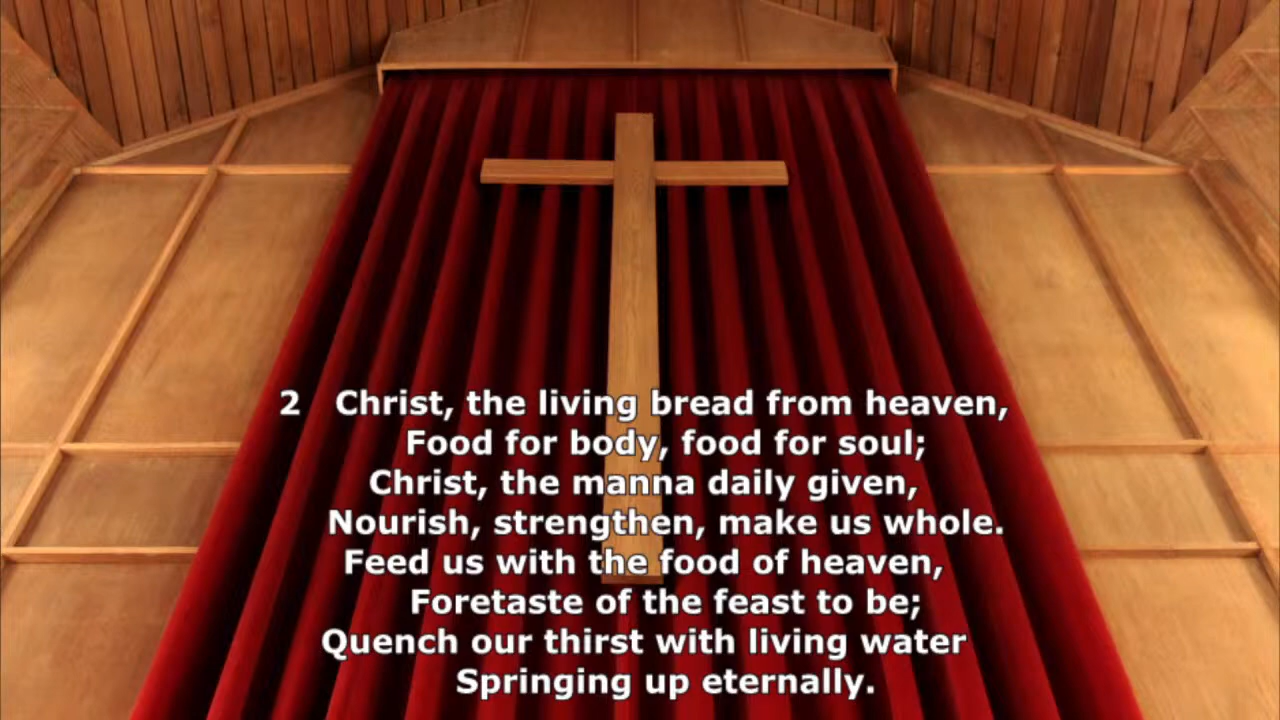 2 Christ, the living bread from heaven,
Food for body, food for soul;
Christ, the manna daily given,
Nourish, strengthen, make us whole.
Feed us with the food of heaven,
Foretaste of the feast to be;
Quench our thirst with living water
Springing up eternally.